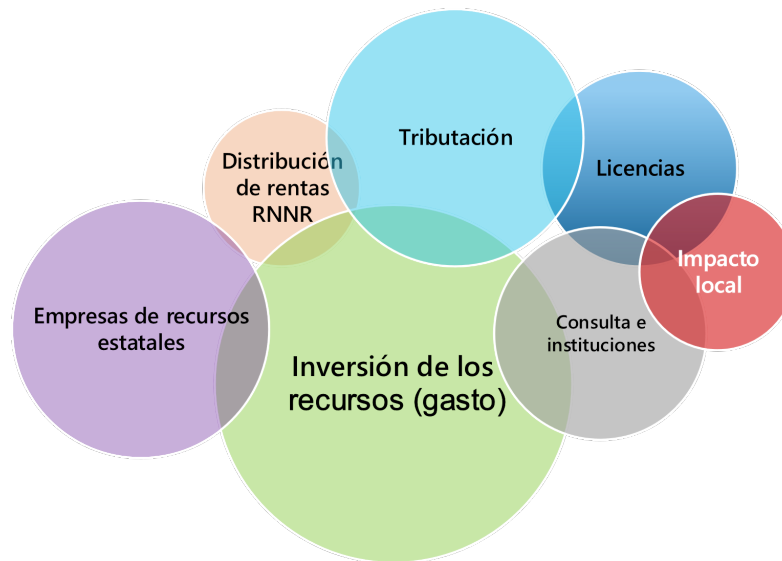 Tributación
Distribución
de rentas
RNNR
Licencias
Impacto
local
Empresas de recursos
estatales
Consulta e
instituciones
Inversión de los
recursos (gasto)